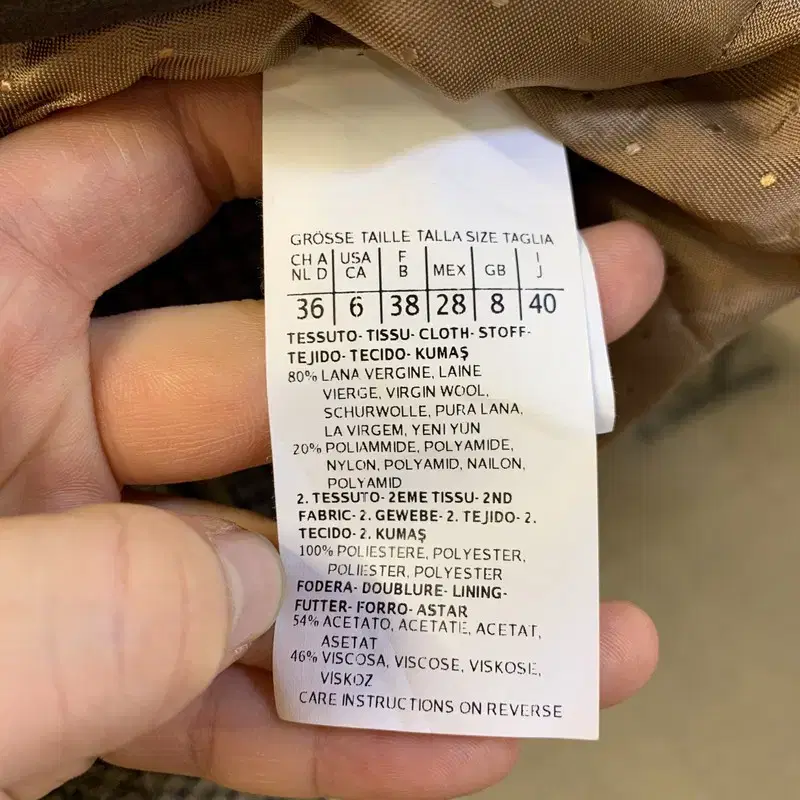 GRÖSSE TAILLE TALLA SIZE TAGLIA
CH A USA F MEX GB I
NL D CA B J
36 6 38 28 8 40
TESSUTO- TISSU- CLOTH- STOFF-
TEJIDO- TECIDO- KUMAŞ
80% LANA VERGINE, LAINE
VIERGE, VIRGIN WOOL,
SCHURWOLLE, PURA LANA,
LA VIRGEM, YENI YUN
20% POLIAMMIDE, POLYAMIDE,
NYLON, POLYAMID, NAILON,
POLYAMID
2. TESSUTO- 2EME TISSU- 2ND
FABRIC- 2. GEWEBE- 2. TEJIDO- 2.
TECIDO- 2. KUMAŞ
100% POLIESTERE, POLYESTER,
POLIESTER, POLYESTER
FODERA- DOUBLURE- LINING-
FUTTER- FORRO- ASTAR
54% ACETATO, ACETATE, ACETAT,
ASETAT
46% VISCOSA, VISCOSE, VISKOSE,
VISKOZ
CARE INSTRUCTIONS ON REVERSE